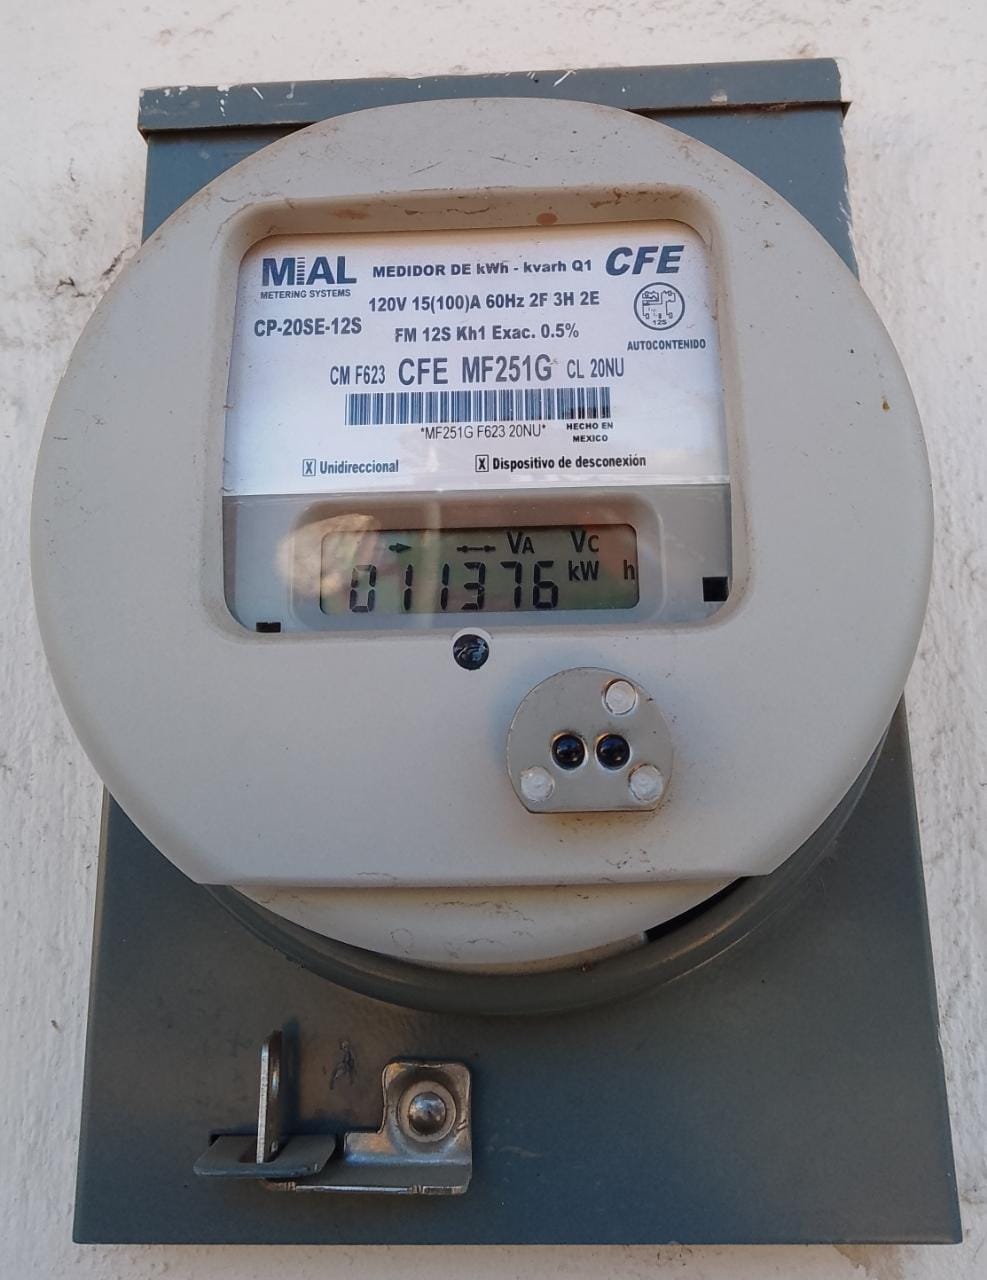 MIAL
METERING SYSTEMS
MEDIDOR DE kWh - kvarh Q1
CFE
120V 15(100)A 60Hz 2F 3H 2E
CP-20SE-12S
FM 12S Kh1 Exac. 0.5%
12S
AUTOCONTENIDO
CM F623 CFE MF251G CL 20NU
*MF251G F623 20NU*
HECHO EN
MEXICO
X Unidireccional
X Dispositivo de desconexión
VA VC
011376 kW h